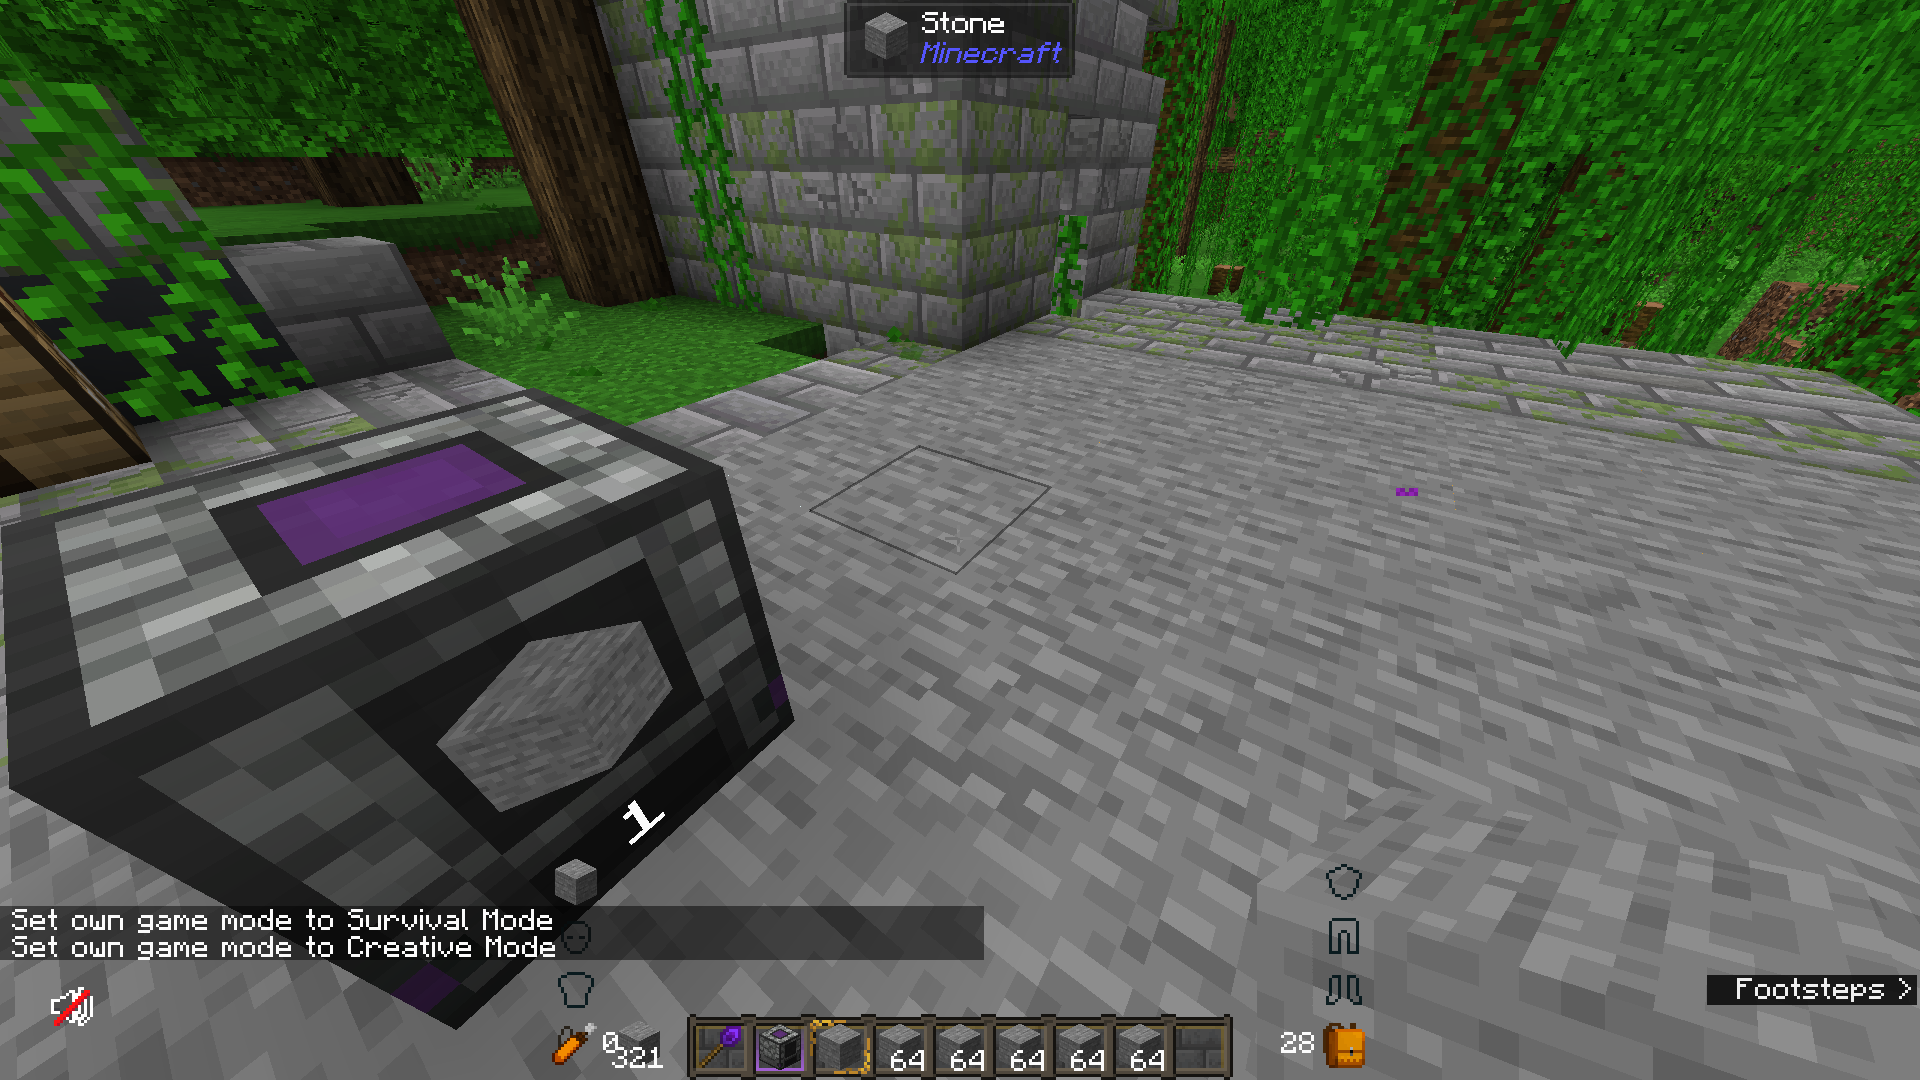 Stone
Minecraft
1
Set own game mode to Survival Mode
Set own game mode to Creative Mode
Footsteps >
0
321
64
64
64
64
64
28